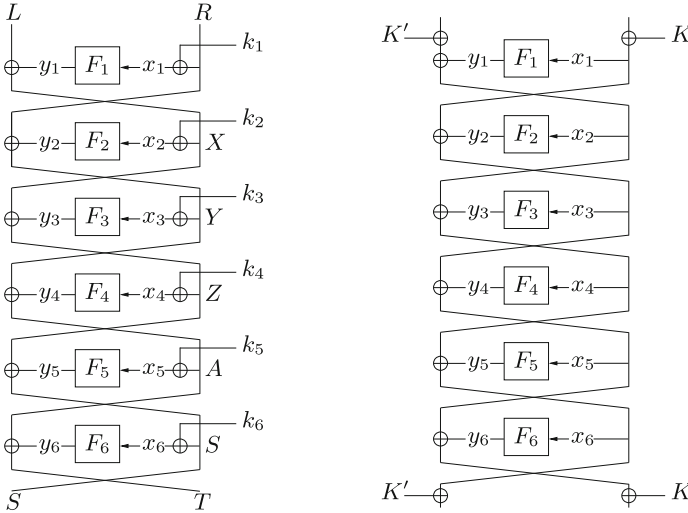 L R
y₁ F₁ x₁ k₁
y₂ F₂ x₂ k₂ X
y₃ F₃ x₃ k₃ Y
y₄ F₄ x₄ k₄ Z
y₅ F₅ x₅ k₅ A
y₆ F₆ x₆ k₆ S
S T
K′ K
y₁ F₁ x₁
y₂ F₂ x₂
y₃ F₃ x₃
y₄ F₄ x₄
y₅ F₅ x₅
y₆ F₆ x₆
K′ K